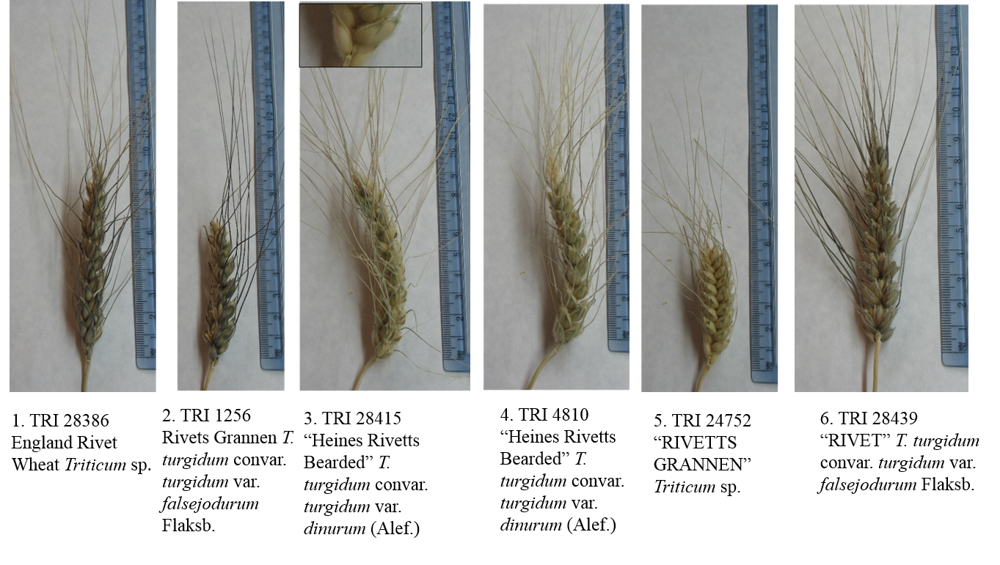 1. TRI 28386
England Rivet
Wheat Triticum sp.
2. TRI 1256
Rivets Grannen T.
turgidum convar.
turgidum var.
falsejodurum
Flaksb.
3. TRI 28415
“Heines Rivetts
Bearded” T.
turgidum convar.
turgidum var.
dinurum (Alef.)
4. TRI 4810
“Heines Rivetts
Bearded” T.
turgidum convar.
turgidum var.
dinurum (Alef.)
5. TRI 24752
“RIVETTS
GRANNEN”
Triticum sp.
6. TRI 28439
“RIVET” T. turgidum
convar. turgidum var.
falsejodurum Flaksb.